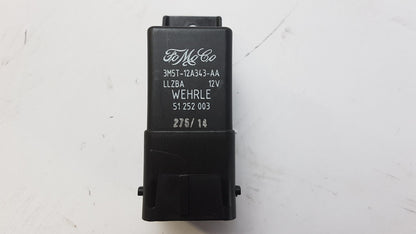 FoMoCo
3M5T-12A343-AA
LLZBA 12V
WEHRLE
51 252 003
275/14